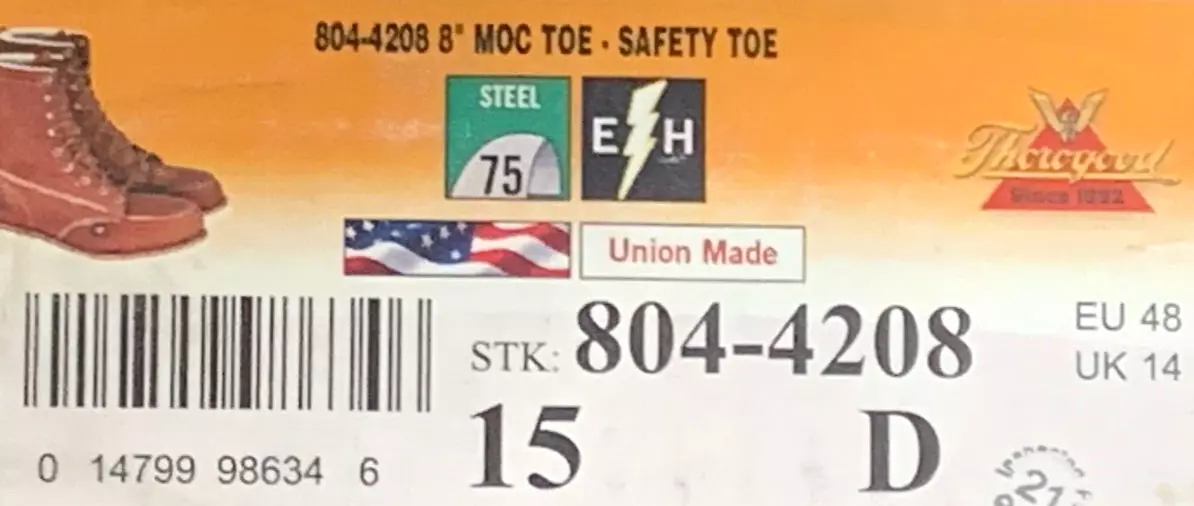 804-4208 8" MOC TOE - SAFETY TOE
STEEL
75
E H
Thorogood
Since 1892
Union Made
STK: 804-4208
EU 48
UK 14
15 D
0 14799 98634 6
21